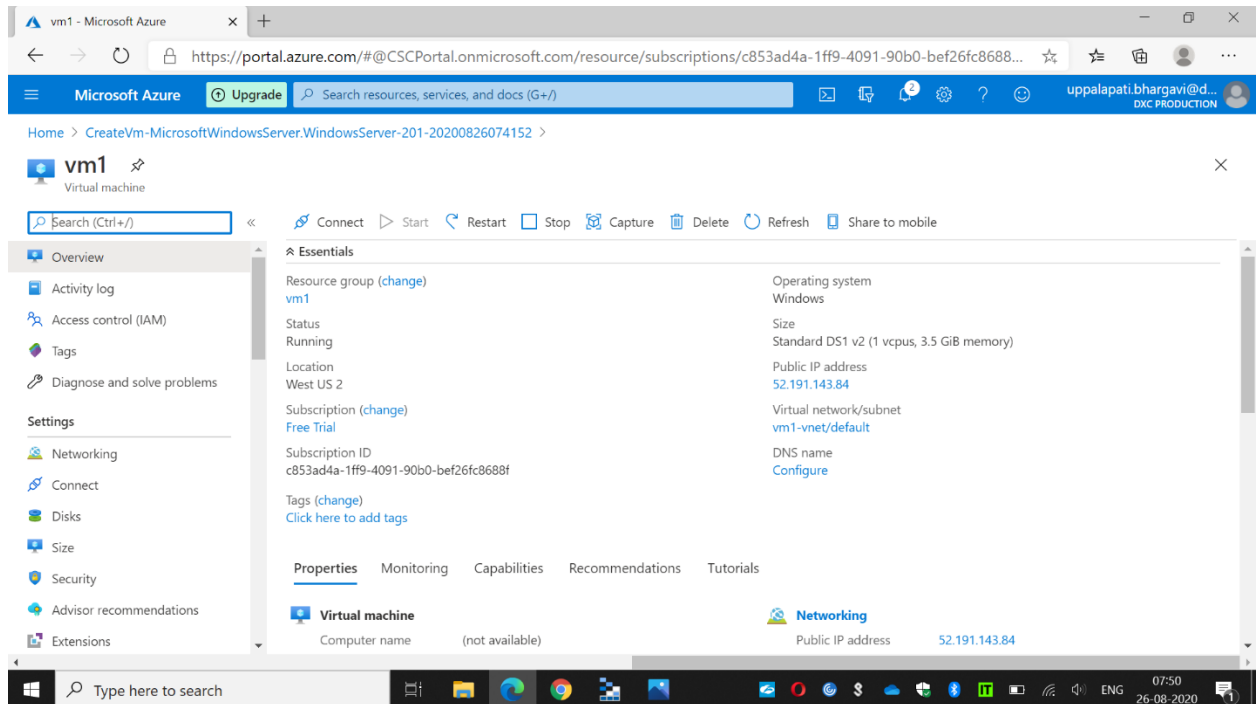 vm1 - Microsoft Azure
https://portal.azure.com/#@CSCPortal.onmicrosoft.com/resource/subscriptions/c853ad4a-1ff9-4091-90b0-bef26fc8688...
Microsoft Azure Upgrade Search resources, services, and docs (G+/) 2 uppalapati.bhargavi@d...
DXC PRODUCTION
Home > CreateVm-MicrosoftWindowsServer.WindowsServer-201-20200826074152 >
vm1
Virtual machine
Search (Ctrl+/) « Connect Start Restart Stop Capture Delete Refresh Share to mobile
Overview
Activity log
Access control (IAM)
Tags
Diagnose and solve problems
Settings
Networking
Connect
Disks
Size
Security
Advisor recommendations
Extensions
Essentials
Resource group (change)
vm1
Status
Running
Location
West US 2
Subscription (change)
Free Trial
Subscription ID
c853ad4a-1ff9-4091-90b0-bef26fc8688f
Tags (change)
Click here to add tags
Operating system
Windows
Size
Standard DS1 v2 (1 vcpus, 3.5 GiB memory)
Public IP address
52.191.143.84
Virtual network/subnet
vm1-vnet/default
DNS name
Configure
Properties Monitoring Capabilities Recommendations Tutorials
Virtual machine
Computer name (not available)
Networking
Public IP address 52.191.143.84
Type here to search ENG 07:50
26-08-2020 1